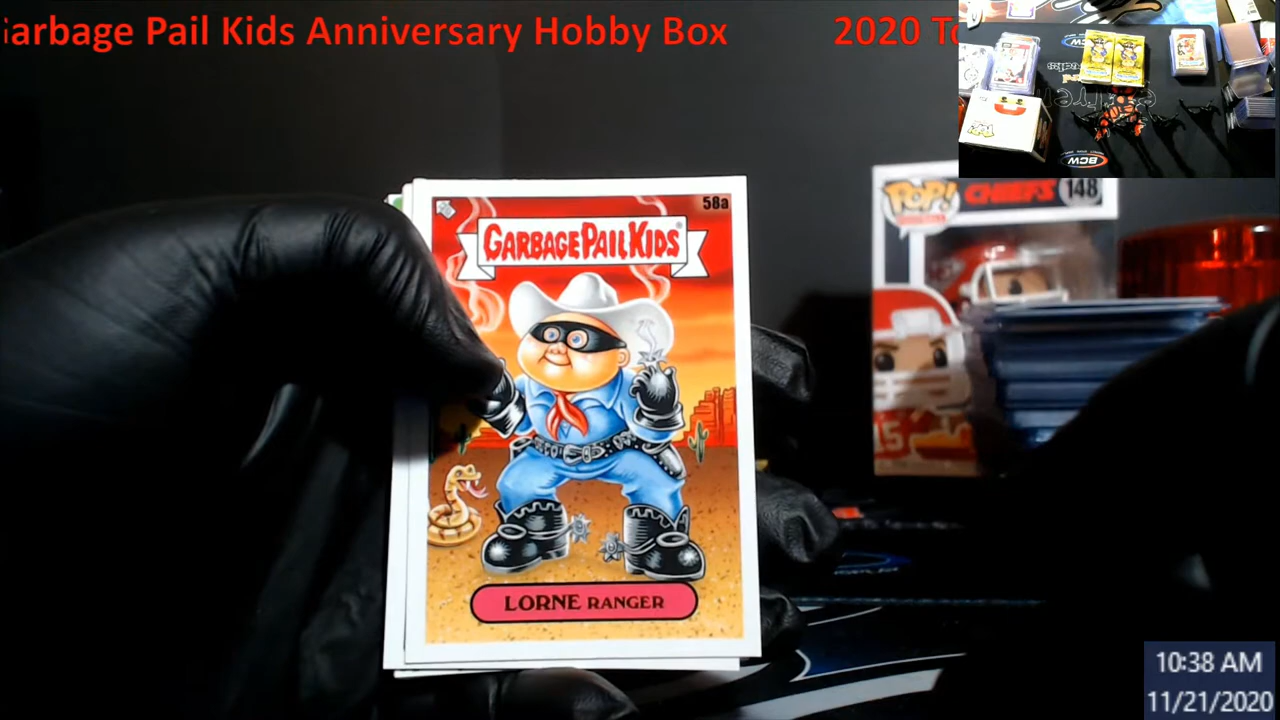 Garbage Pail Kids Anniversary Hobby Box 2020 To
BCW
BCW
POP! CHIEFS 148
58a
GARBAGE PAIL KIDS
15
LORNE RANGER
10:38 AM
11/21/2020